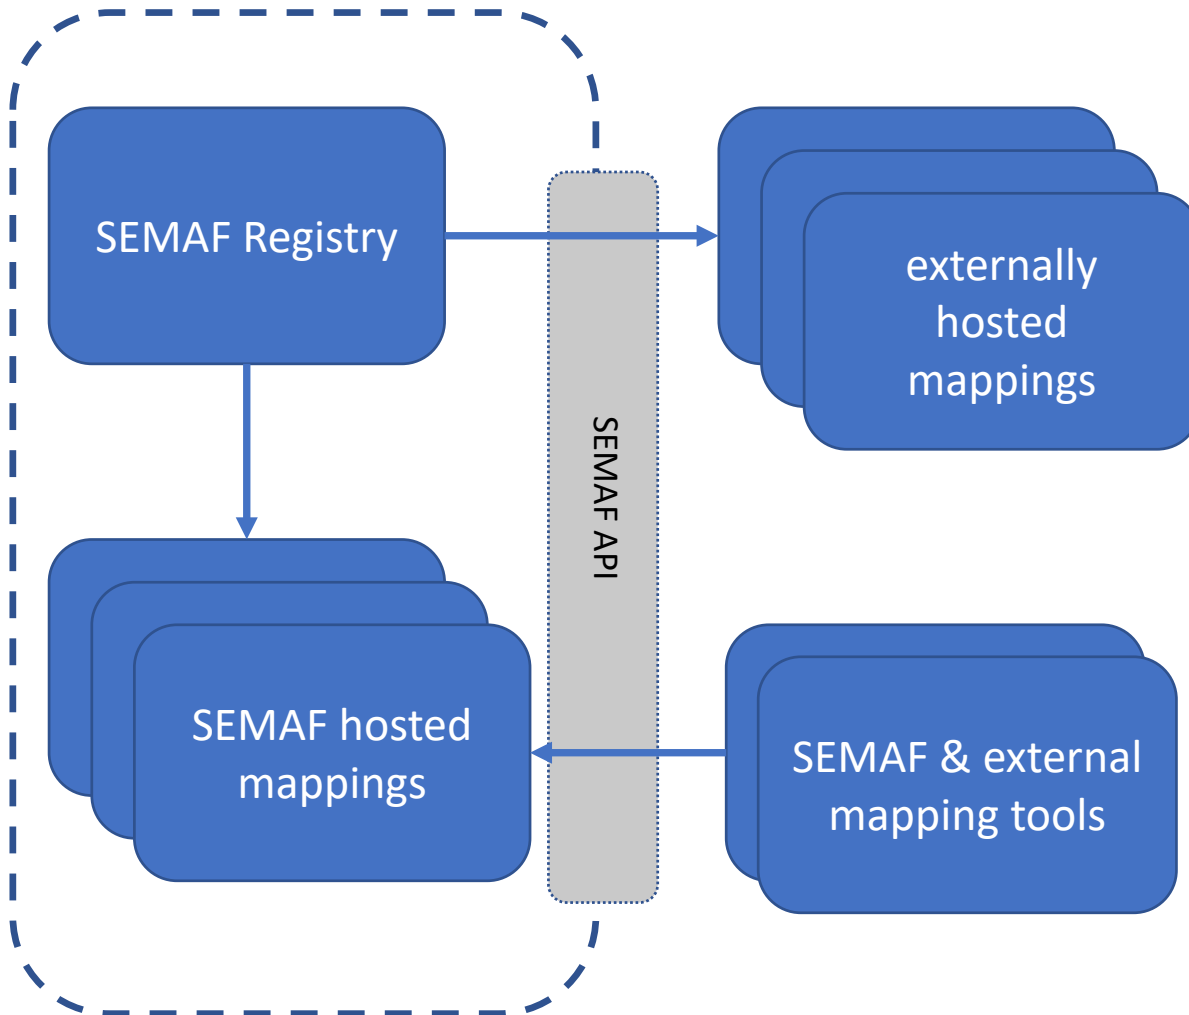 SEMAF Registry
externally
hosted
mappings
SEMAF API
SEMAF hosted
mappings
SEMAF & external
mapping tools